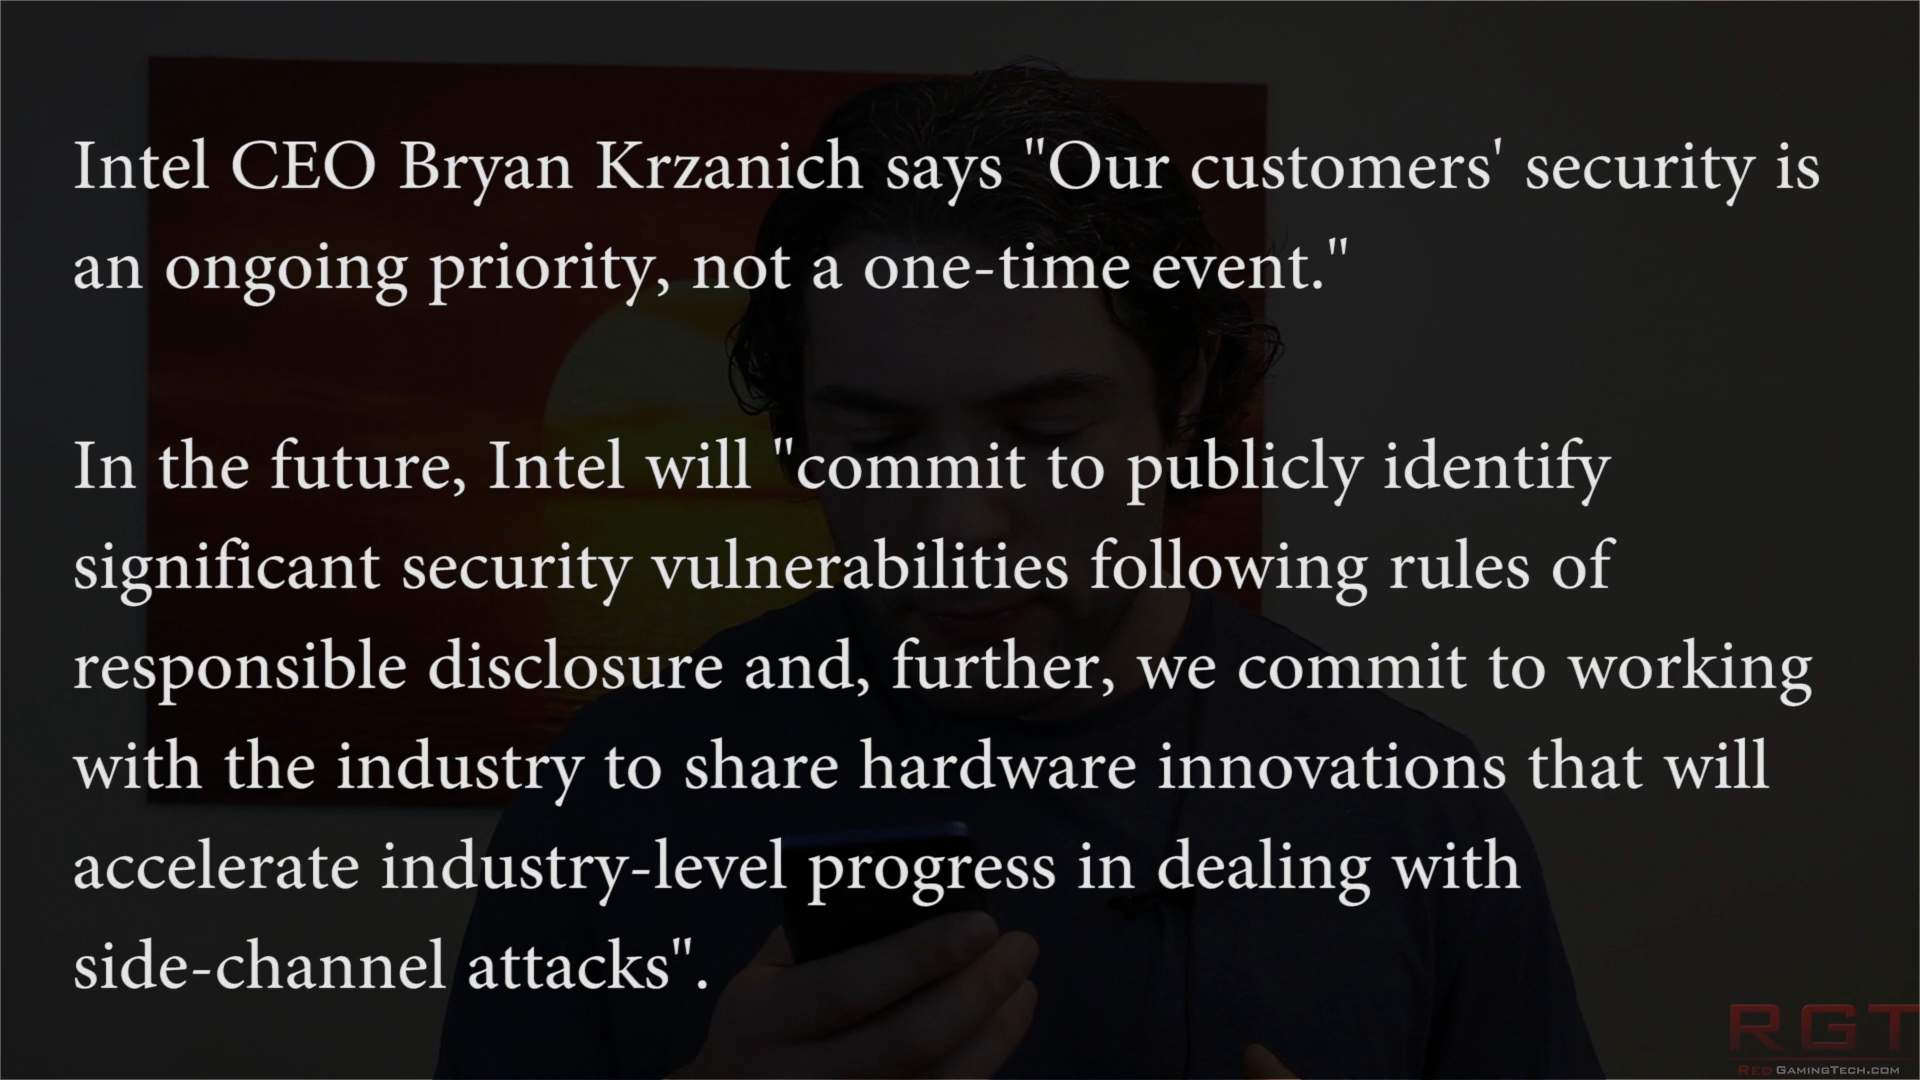 Intel CEO Bryan Krzanich says "Our customers' security is
an ongoing priority, not a one-time event."
In the future, Intel will "commit to publicly identify
significant security vulnerabilities following rules of
responsible disclosure and, further, we commit to working
with the industry to share hardware innovations that will
accelerate industry-level progress in dealing with
side-channel attacks".
RGT
REDGAMINGTECH.COM